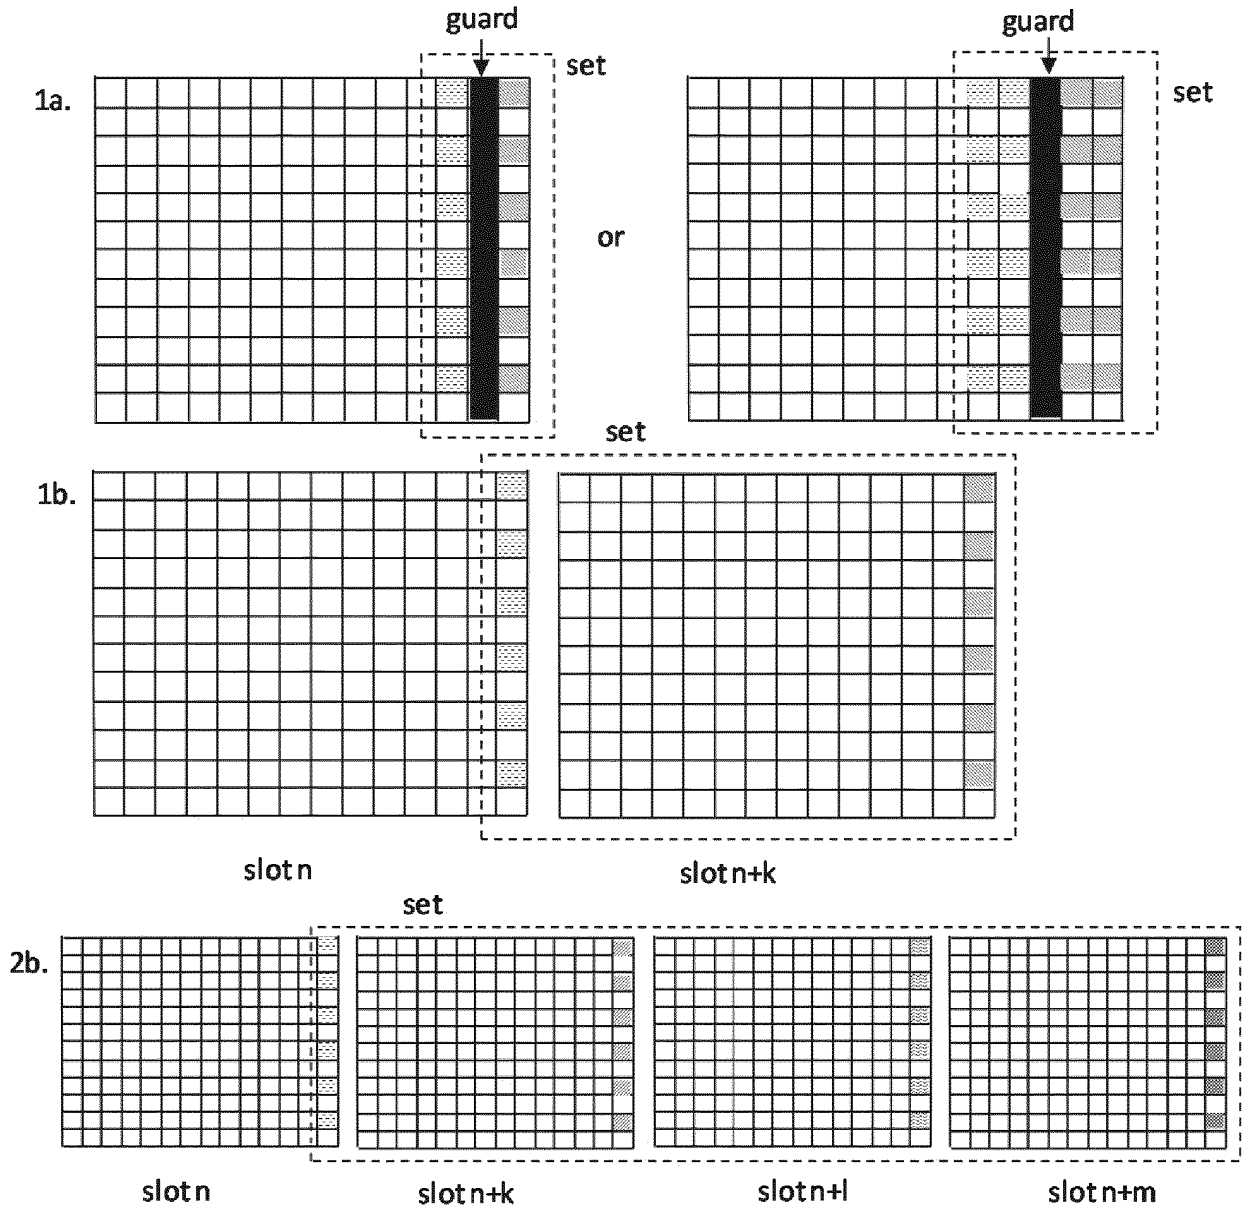 guard
set
1a.
or
guard
set
set
1b.
slot n
slot n+k
set
2b.
slot n
slot n+k
slot n+l
slot n+m